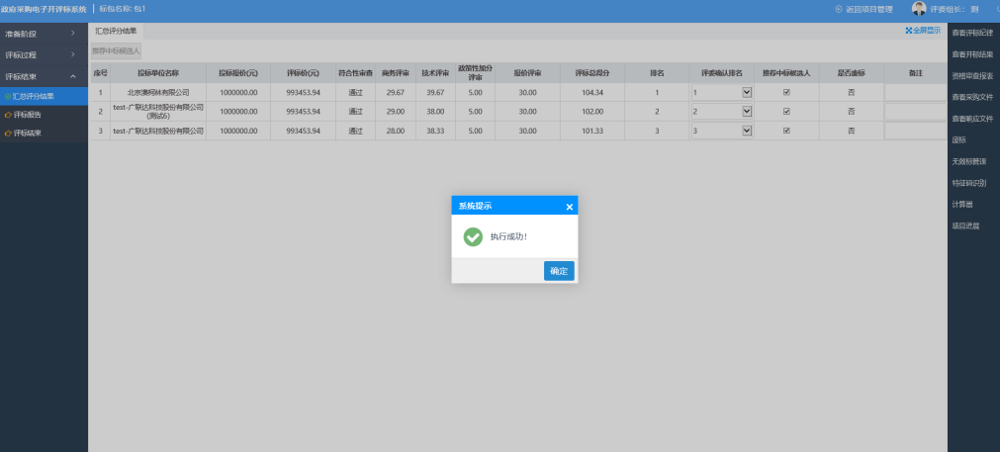 政府采购电子开评标系统 标包名称:包1 返回项目管理 评委组长: 测
准备阶段
评标过程
评标结束
汇总评分结果
评标报告
评标结束
汇总评分结果 全屏显示
推荐中标候选人
序号 投标单位名称 投标报价(元) 评标价(元) 符合性审查 商务评审 技术评审 政策性加分评审 报价评审 评标总得分 排名 评委确认排名 推荐中标候选人 是否废标 备注
1 北京澳柯林有限公司 1000000.00 993453.94 通过 29.67 39.67 5.00 30.00 104.34 1 1 否
2 test-广联达科技股份有限公司(测试6) 1000000.00 993453.94 通过 29.00 38.00 5.00 30.00 102.00 2 2 否
3 test-广联达科技股份有限公司 1000000.00 993453.94 通过 28.00 38.33 5.00 30.00 101.33 3 3 否
系统提示
执行成功!
确定
查看评标纪律
查看开标结果
资格审查报表
查看采购文件
查看响应文件
废标
无效标管理
特征码识别
计算器
项目进度